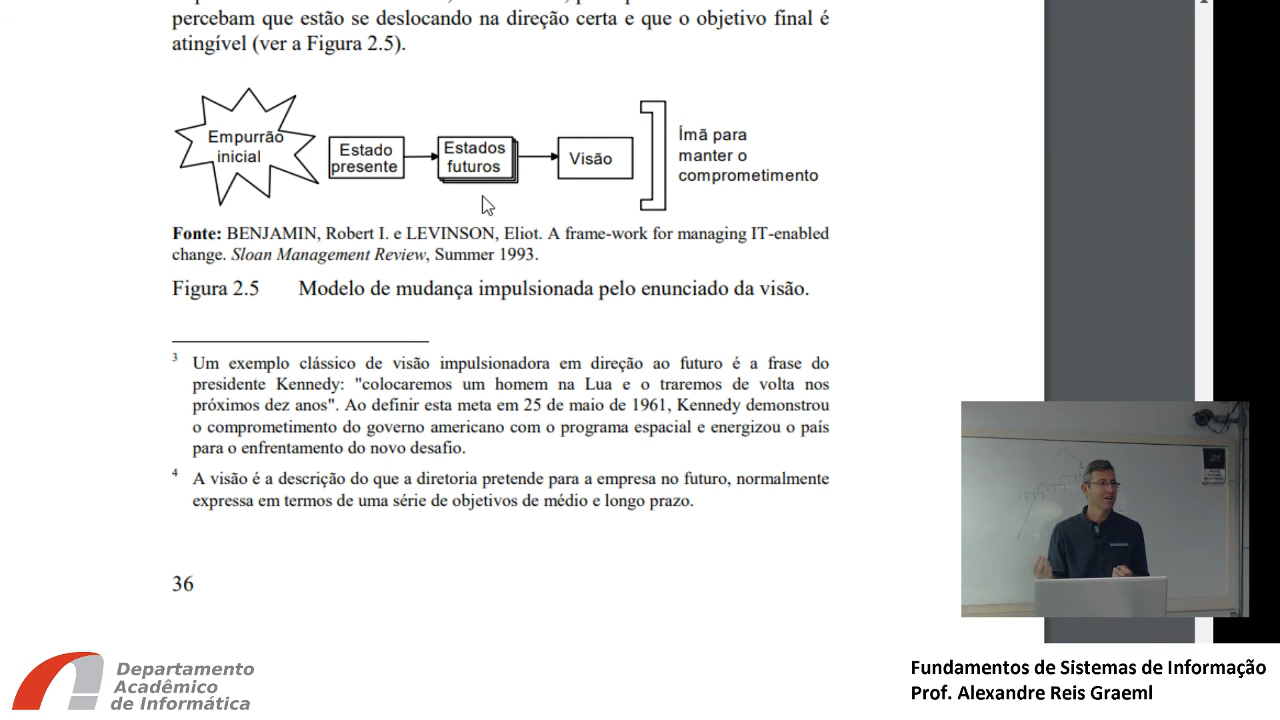 percebam que estão se deslocando na direção certa e que o objetivo final é
atingível (ver a Figura 2.5).
Empurrão
inicial
Estado
presente
Estados
futuros
Visão
Ímã para
manter o
comprometimento
Fonte: BENJAMIN, Robert I. e LEVINSON, Eliot. A frame-work for managing IT-enabled
change. Sloan Management Review, Summer 1993.
Figura 2.5 Modelo de mudança impulsionada pelo enunciado da visão.
3 Um exemplo clássico de visão impulsionadora em direção ao futuro é a frase do
presidente Kennedy: "colocaremos um homem na Lua e o traremos de volta nos
próximos dez anos". Ao definir esta meta em 25 de maio de 1961, Kennedy demonstrou
o comprometimento do governo americano com o programa espacial e energizou o país
para o enfrentamento do novo desafio.
4 A visão é a descrição do que a diretoria pretende para a empresa no futuro, normalmente
expressa em termos de uma série de objetivos de médio e longo prazo.
36
Departamento
Acadêmico
de Informática
Fundamentos de Sistemas de Informação
Prof. Alexandre Reis Graeml